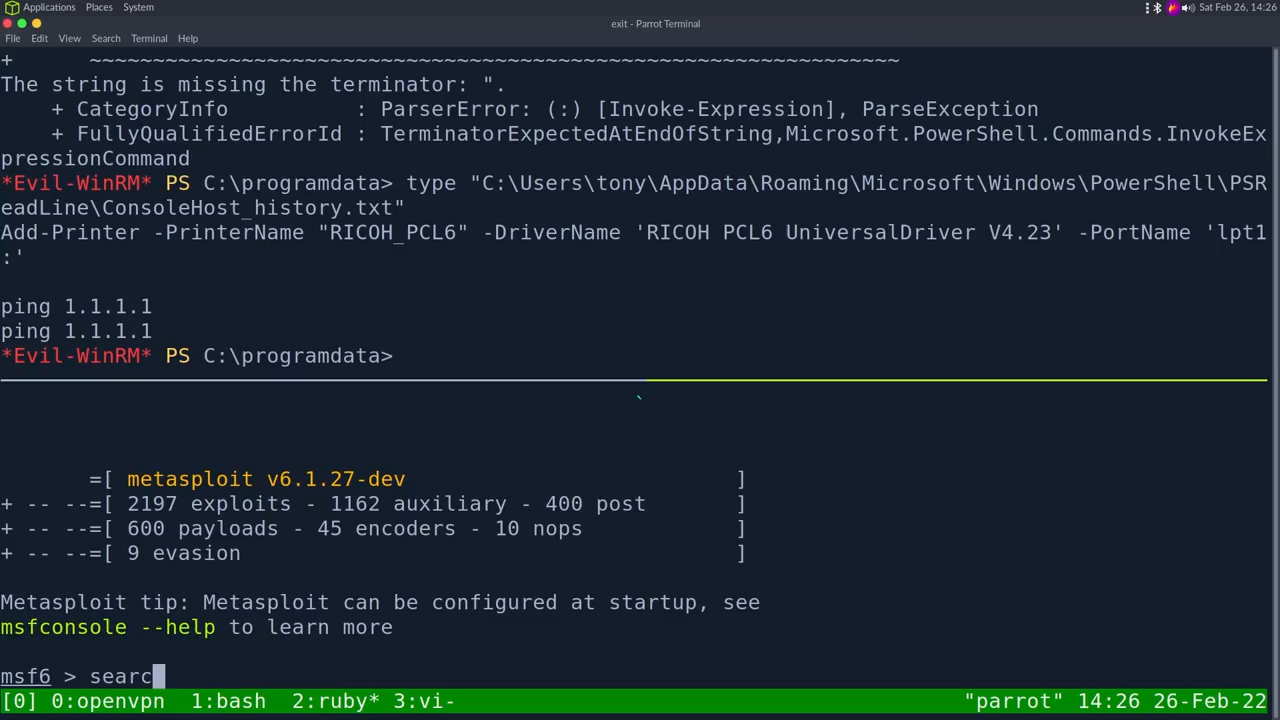 Applications Places System Sat Feb 26, 14:26
exit - Parrot Terminal
File Edit View Search Terminal Help
+ ~~~~~~~~~~~~~~~~~~~~~~~~~~~~~~~~~~~~~~~~~~~~~~~~~~~~~~~~~~~~~~~~
The string is missing the terminator: ".
+ CategoryInfo : ParserError: (:) [Invoke-Expression], ParseException
+ FullyQualifiedErrorId : TerminatorExpectedAtEndOfString,Microsoft.PowerShell.Commands.InvokeEx
pressionCommand
*Evil-WinRM* PS C:\programdata> type "C:\Users\tony\AppData\Roaming\Microsoft\Windows\PowerShell\PSR
eadLine\ConsoleHost_history.txt"
Add-Printer -PrinterName "RICOH_PCL6" -DriverName 'RICOH PCL6 UniversalDriver V4.23' -PortName 'lpt1
:'
ping 1.1.1.1
ping 1.1.1.1
*Evil-WinRM* PS C:\programdata>
`
=[ metasploit v6.1.27-dev ]
+ -- --=[ 2197 exploits - 1162 auxiliary - 400 post ]
+ -- --=[ 600 payloads - 45 encoders - 10 nops ]
+ -- --=[ 9 evasion ]
Metasploit tip: Metasploit can be configured at startup, see
msfconsole --help to learn more
msf6 > searc
[0] 0:openvpn 1:bash 2:ruby* 3:vi- "parrot" 14:26 26-Feb-22